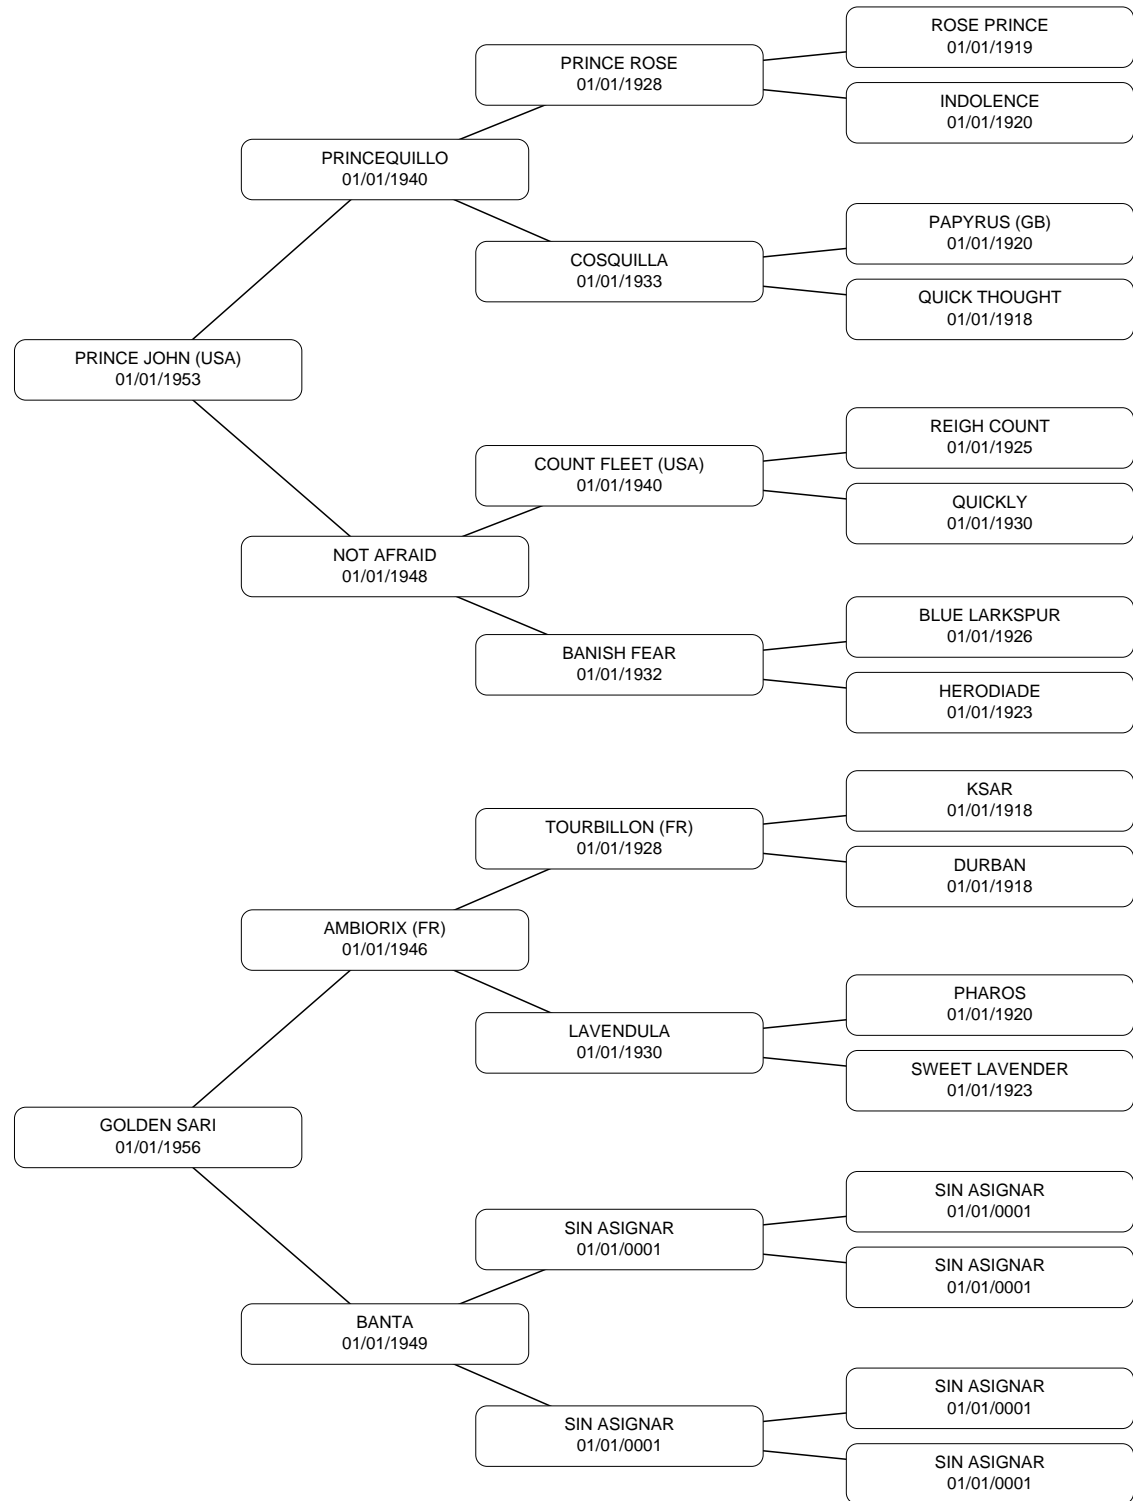 ROSE PRINCE
01/01/1919
PRINCE ROSE
01/01/1928
INDOLENCE
01/01/1920
PRINCEQUILLO
01/01/1940
PAPYRUS (GB)
01/01/1920
COSQUILLA
01/01/1933
QUICK THOUGHT
01/01/1918
PRINCE JOHN (USA)
01/01/1953
REIGH COUNT
01/01/1925
COUNT FLEET (USA)
01/01/1940
QUICKLY
01/01/1930
NOT AFRAID
01/01/1948
BLUE LARKSPUR
01/01/1926
BANISH FEAR
01/01/1932
HERODIADE
01/01/1923
KSAR
01/01/1918
TOURBILLON (FR)
01/01/1928
DURBAN
01/01/1918
AMBIORIX (FR)
01/01/1946
PHAROS
01/01/1920
LAVENDULA
01/01/1930
SWEET LAVENDER
01/01/1923
GOLDEN SARI
01/01/1956
SIN ASIGNAR
01/01/0001
SIN ASIGNAR
01/01/0001
SIN ASIGNAR
01/01/0001
BANTA
01/01/1949
SIN ASIGNAR
01/01/0001
SIN ASIGNAR
01/01/0001
SIN ASIGNAR
01/01/0001